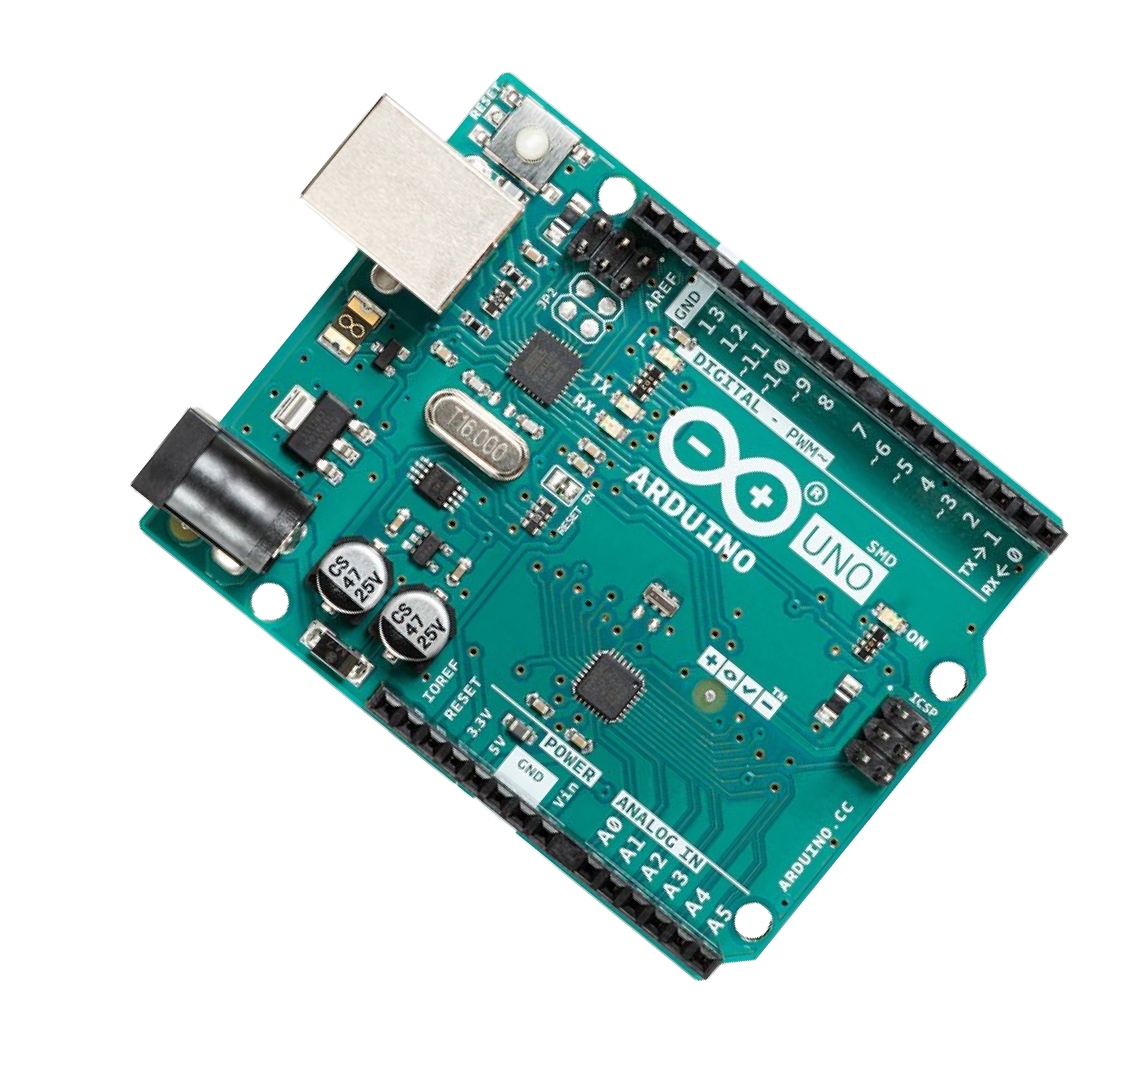 RESET
AREF
GND
13
12
~11
~10
~9
8
7
~6
~5
4
~3
2
TX→1
RX←0
DIGITAL - PWM~
JP2
L
TX
RX
T16.000
ARDUINO
®
UNO
SMD
RESET EN
CS
47
25V
CS
47
25V
ON
™
ICSP
IOREF
RESET
3.3V
5V
GND
Vin
POWER
ANALOG IN
A0
A1
A2
A3
A4
A5
ARDUINO.CC